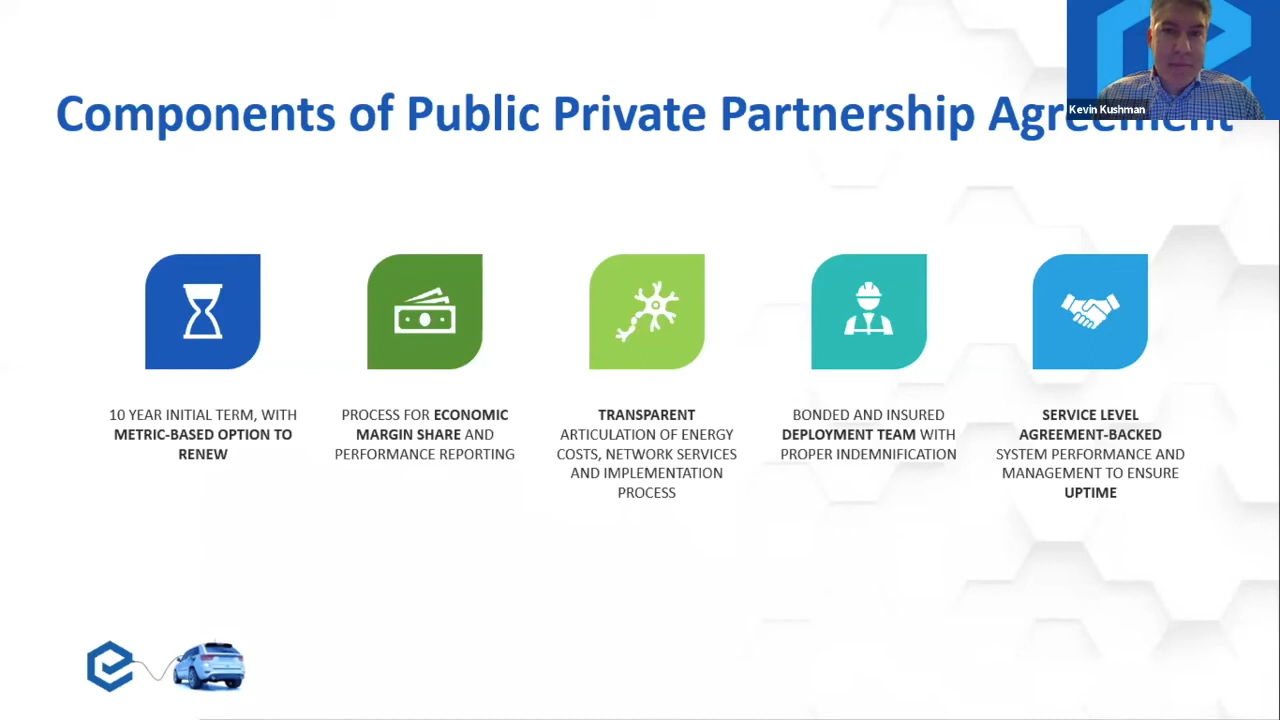 Components of Public Private Partnership Agreement
Kevin Kushman
10 YEAR INITIAL TERM, WITH
METRIC-BASED OPTION TO
RENEW
PROCESS FOR ECONOMIC
MARGIN SHARE AND
PERFORMANCE REPORTING
TRANSPARENT
ARTICULATION OF ENERGY
COSTS, NETWORK SERVICES
AND IMPLEMENTATION
PROCESS
BONDED AND INSURED
DEPLOYMENT TEAM WITH
PROPER INDEMNIFICATION
SERVICE LEVEL
AGREEMENT-BACKED
SYSTEM PERFORMANCE AND
MANAGEMENT TO ENSURE
UPTIME